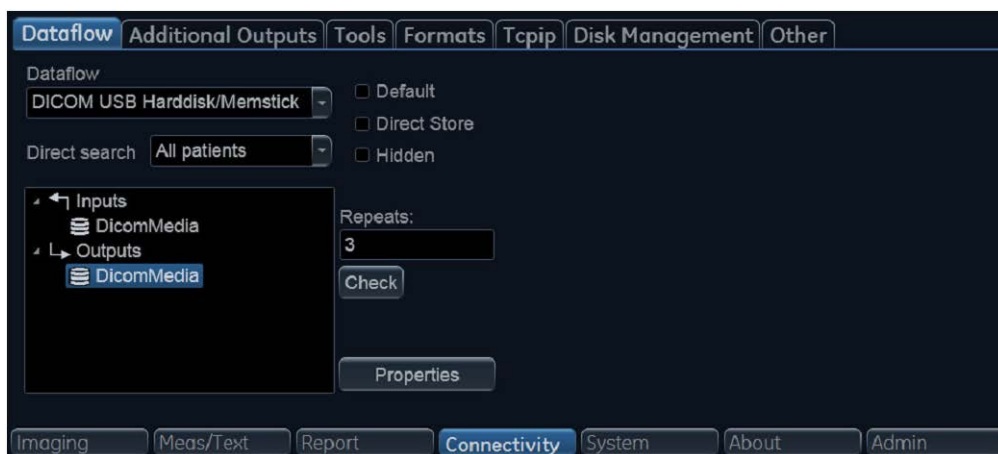 Dataflow Additional Outputs Tools Formats Tcpip Disk Management Other
Dataflow
DICOM USB Harddisk/Memstick
Default
Direct Store
Direct search All patients
Hidden
Inputs
DicomMedia
Outputs
DicomMedia
Repeats:
3
Check
Properties
Imaging Meas/Text Report Connectivity System About Admin